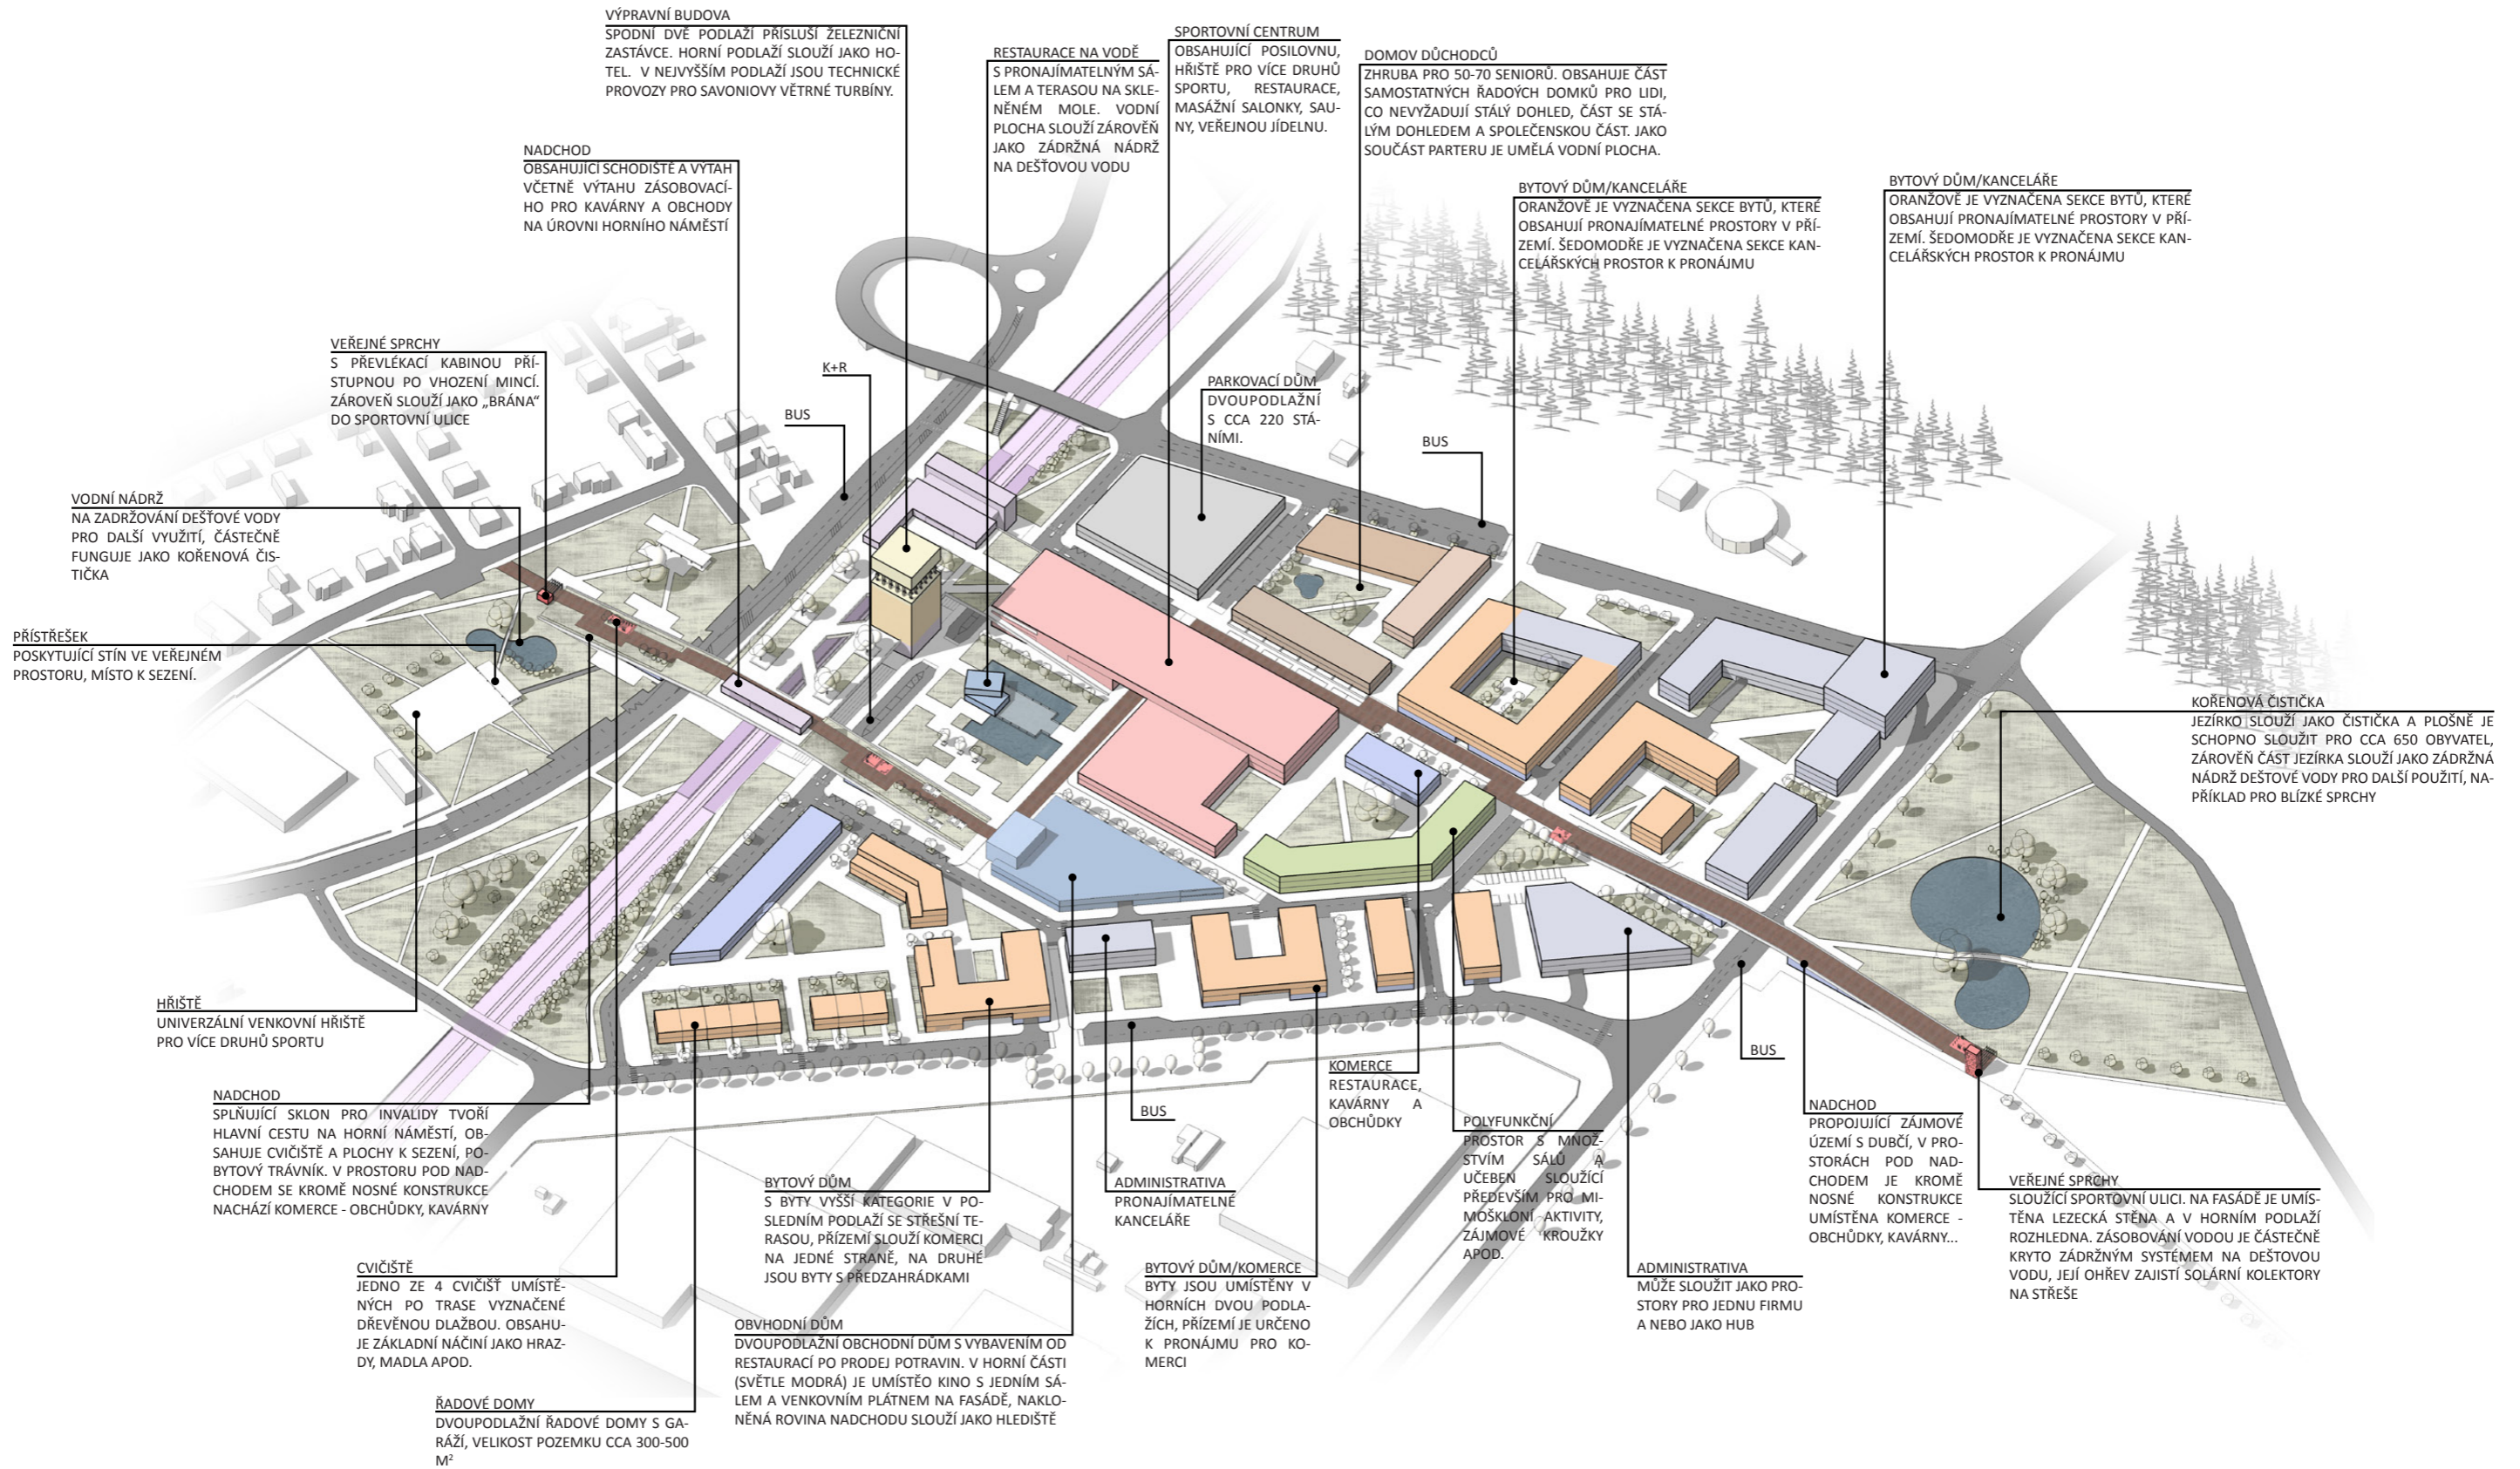 VÝPRAVNÍ BUDOVA
SPODNÍ DVĚ PODLAŽÍ PŘÍSLUŠÍ ŽELEZNIČNÍ
ZASTÁVCE. HORNÍ PODLAŽÍ SLOUŽÍ JAKO HO-
TEL. V NEJVYŠŠÍM PODLAŽÍ JSOU TECHNICKÉ
PROVOZY PRO SAVONIOVY VĚTRNÉ TURBÍNY.
RESTAURACE NA VODĚ
S PRONAJÍMATELNÝM SÁ-
LEM A TERASOU NA SKLE-
NĚNÉM MOLE. VODNÍ
PLOCHA SLOUŽÍ ZÁROVĚŇ
JAKO ZÁDRŽNÁ NÁDRŽ
NA DEŠŤOVOU VODU
SPORTOVNÍ CENTRUM
OBSAHUJÍCÍ POSILOVNU,
HŘIŠTĚ PRO VÍCE DRUHŮ
SPORTU, RESTAURACE,
MASÁŽNÍ SALONKY, SAU-
NY, VEŘEJNOU JÍDELNU.
DOMOV DŮCHODCŮ
ZHRUBA PRO 50-70 SENIORŮ. OBSAHUJE ČÁST
SAMOSTATNÝCH ŘADOÝCH DOMKŮ PRO LIDI,
CO NEVYŽADUJÍ STÁLÝ DOHLED, ČÁST SE STÁ-
LÝM DOHLEDEM A SPOLEČENSKOU ČÁST. JAKO
SOUČÁST PARTERU JE UMĚLÁ VODNÍ PLOCHA.
NADCHOD
OBSAHUJÍCÍ SCHODIŠTĚ A VÝTAH
VČETNĚ VÝTAHU ZÁSOBOVACÍ-
HO PRO KAVÁRNY A OBCHODY
NA ÚROVNI HORNÍHO NÁMĚSTÍ
BYTOVÝ DŮM/KANCELÁŘE
ORANŽOVĚ JE VYZNAČENA SEKCE BYTŮ, KTERÉ
OBSAHUJÍ PRONAJÍMATELNÉ PROSTORY V PŘÍ-
ZEMÍ. ŠEDOMODŘE JE VYZNAČENA SEKCE KAN-
CELÁŘSKÝCH PROSTOR K PRONÁJMU
BYTOVÝ DŮM/KANCELÁŘE
ORANŽOVĚ JE VYZNAČENA SEKCE BYTŮ, KTERÉ
OBSAHUJÍ PRONAJÍMATELNÉ PROSTORY V PŘÍ-
ZEMÍ. ŠEDOMODŘE JE VYZNAČENA SEKCE KAN-
CELÁŘSKÝCH PROSTOR K PRONÁJMU
VEŘEJNÉ SPRCHY
S PŘEVLÉKACÍ KABINOU PŘÍ-
STUPNOU PO VHOZENÍ MINCÍ.
ZÁROVEŇ SLOUŽÍ JAKO „BRÁNA“
DO SPORTOVNÍ ULICE
K+R
BUS
PARKOVACÍ DŮM
DVOUPODLAŽNÍ
S CCA 220 STÁ-
NÍMI.
BUS
VODNÍ NÁDRŽ
NA ZADRŽOVÁNÍ DEŠTOVÉ VODY
PRO DALŠÍ VYUŽITÍ, ČÁSTEČNĚ
FUNGUJE JAKO KOŘENOVÁ ČIS-
TIČKA
PŘÍSTŘEŠEK
POSKYTUJÍCÍ STÍN VE VEŘEJNÉM
PROSTORU, MÍSTO K SEZENÍ.
KOŘENOVÁ ČISTIČKA
JEZÍRKO SLOUŽÍ JAKO ČISTIČKA A PLOŠNĚ JE
SCHOPNO SLOUŽIT PRO CCA 650 OBYVATEL,
ZÁROVĚŇ ČÁST JEZÍRKA SLOUŽÍ JAKO ZÁDRŽNÁ
NÁDRŽ DEŠTOVÉ VODY PRO DALŠÍ POUŽITÍ, NA-
PŘÍKLAD PRO BLÍZKÉ SPRCHY
HŘIŠTĚ
UNIVERZÁLNÍ VENKOVNÍ HŘIŠTĚ
PRO VÍCE DRUHŮ SPORTU
NADCHOD
SPLŇUJÍCÍ SKLON PRO INVALIDY TVOŘÍ
HLAVNÍ CESTU NA HORNÍ NÁMĚSTÍ, OB-
SAHUJE CVIČIŠTĚ A PLOCHY K SEZENÍ, PO-
BYTOVÝ TRÁVNÍK. V PROSTORU POD NAD-
CHODEM SE KROMĚ NOSNÉ KONSTRUKCE
NACHÁZÍ KOMERCE - OBCHŮDKY, KAVÁRNY
CVIČIŠTĚ
JEDNO ZE 4 CVIČIŠŤ UMÍSTĚ-
NÝCH PO TRASE VYZNAČENÉ
DŘEVĚNOU DLAŽBOU. OBSAHU-
JE ZÁKLADNÍ NÁČINÍ JAKO HRAZ-
DY, MADLA APOD.
ŘADOVÉ DOMY
DVOUPODLAŽNÍ ŘADOVÉ DOMY S GA-
RÁŽÍ, VELIKOST POZEMKU CCA 300-500
M²
BYTOVÝ DŮM
S BYTY VYŠŠÍ KATEGORIE V PO-
SLEDNÍM PODLAŽÍ SE STŘEŠNÍ TE-
RASOU, PŘÍZEMÍ SLOUŽÍ KOMERCI
NA JEDNÉ STRANĚ, NA DRUHÉ
JSOU BYTY S PŘEDZAHRÁDKAMI
OBVHODNÍ DŮM
DVOUPODLAŽNÍ OBCHODNÍ DŮM S VYBAVENÍM OD
RESTAURACÍ PO PRODEJ POTRAVIN. V HORNÍ ČÁSTI
(SVĚTLE MODRÁ) JE UMÍSTĚO KINO S JEDNÍM SÁ-
LEM A VENKOVNÍM PLÁTNEM NA FASÁDĚ, NAKLO-
NĚNÁ ROVINA NADCHODU SLOUŽÍ JAKO HLEDIŠTĚ
BUS
ADMINISTRATIVA
PRONAJÍMATELNÉ
KANCELÁŘE
BYTOVÝ DŮM/KOMERCE
BYTY JSOU UMÍSTĚNY V
HORNÍCH DVOU PODLA-
ŽÍCH, PŘÍZEMÍ JE URČENO
K PRONÁJMU PRO KO-
MERCI
KOMERCE
RESTAURACE,
KAVÁRNY A
OBCHŮDKY
POLYFUNKČNÍ
PROSTOR S MNOŽ-
STVÍM SÁLŮ A
UČEBEN SLOUŽÍCÍ
PŘEDEVŠÍM PRO MI-
MOŠKLONÍ AKTIVITY,
ZÁJMOVÉ KROUŽKY
APOD.
ADMINISTRATIVA
MŮŽE SLOUŽIT JAKO PRO-
STORY PRO JEDNU FIRMU
A NEBO JAKO HUB
BUS
NADCHOD
PROPOJUJÍCÍ ZÁJMOVÉ
ÚZEMÍ S DUBČÍ, V PRO-
STORÁCH POD NAD-
CHODEM JE KROMĚ
NOSNÉ KONSTRUKCE
UMÍSTĚNA KOMERCE -
OBCHŮDKY, KAVÁRNY...
VEŘEJNÉ SPRCHY
SLOUŽÍCÍ SPORTOVNÍ ULICI. NA FASÁDĚ JE UMÍS-
TĚNA LEZECKÁ STĚNA A V HORNÍM PODLAŽÍ
ROZHLEDNA. ZÁSOBOVÁNÍ VODOU JE ČÁSTEČNĚ
KRYTO ZÁDRŽNÝM SYSTÉMEM NA DEŠTOVOU
VODU, JEJÍ OHŘEV ZAJISTÍ SOLÁRNÍ KOLEKTORY
NA STŘEŠE